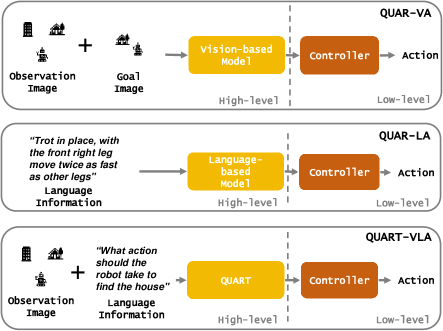 QUAR-VA
+
Observation
Image
Goal
Image
Vision-based
Model
Controller
Action
High-level
Low-level
QUAR-LA
"Trot in place, with
the front right leg
move twice as fast
as other legs"
Language
Information
Language-
based
Model
Controller
Action
High-level
Low-level
QUART-VLA
+
Observation
Image
"What action
should the
robot take to
find the house"
Language
Information
QUART
Controller
Action
High-level
Low-level